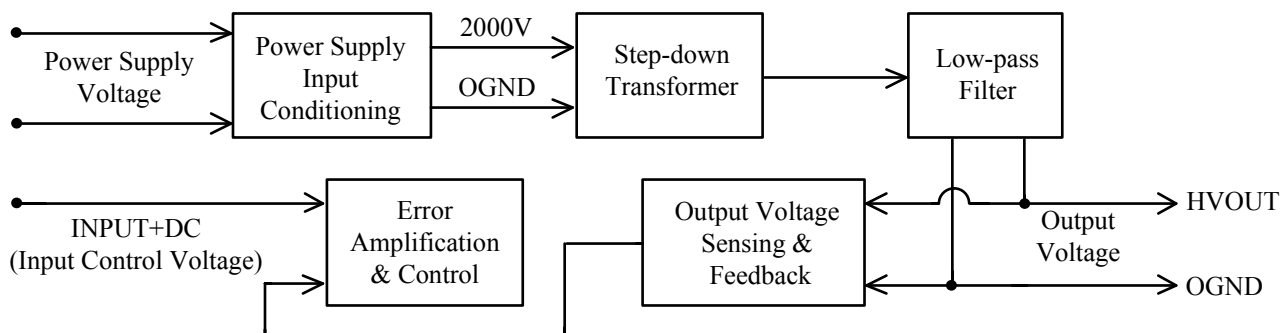 Power Supply
Voltage
Power Supply
Input
Conditioning
2000V
OGND
Step-down
Transformer
Low-pass
Filter
INPUT+DC
(Input Control Voltage)
Error
Amplification
& Control
Output Voltage
Sensing &
Feedback
HVOUT
Output
Voltage
OGND